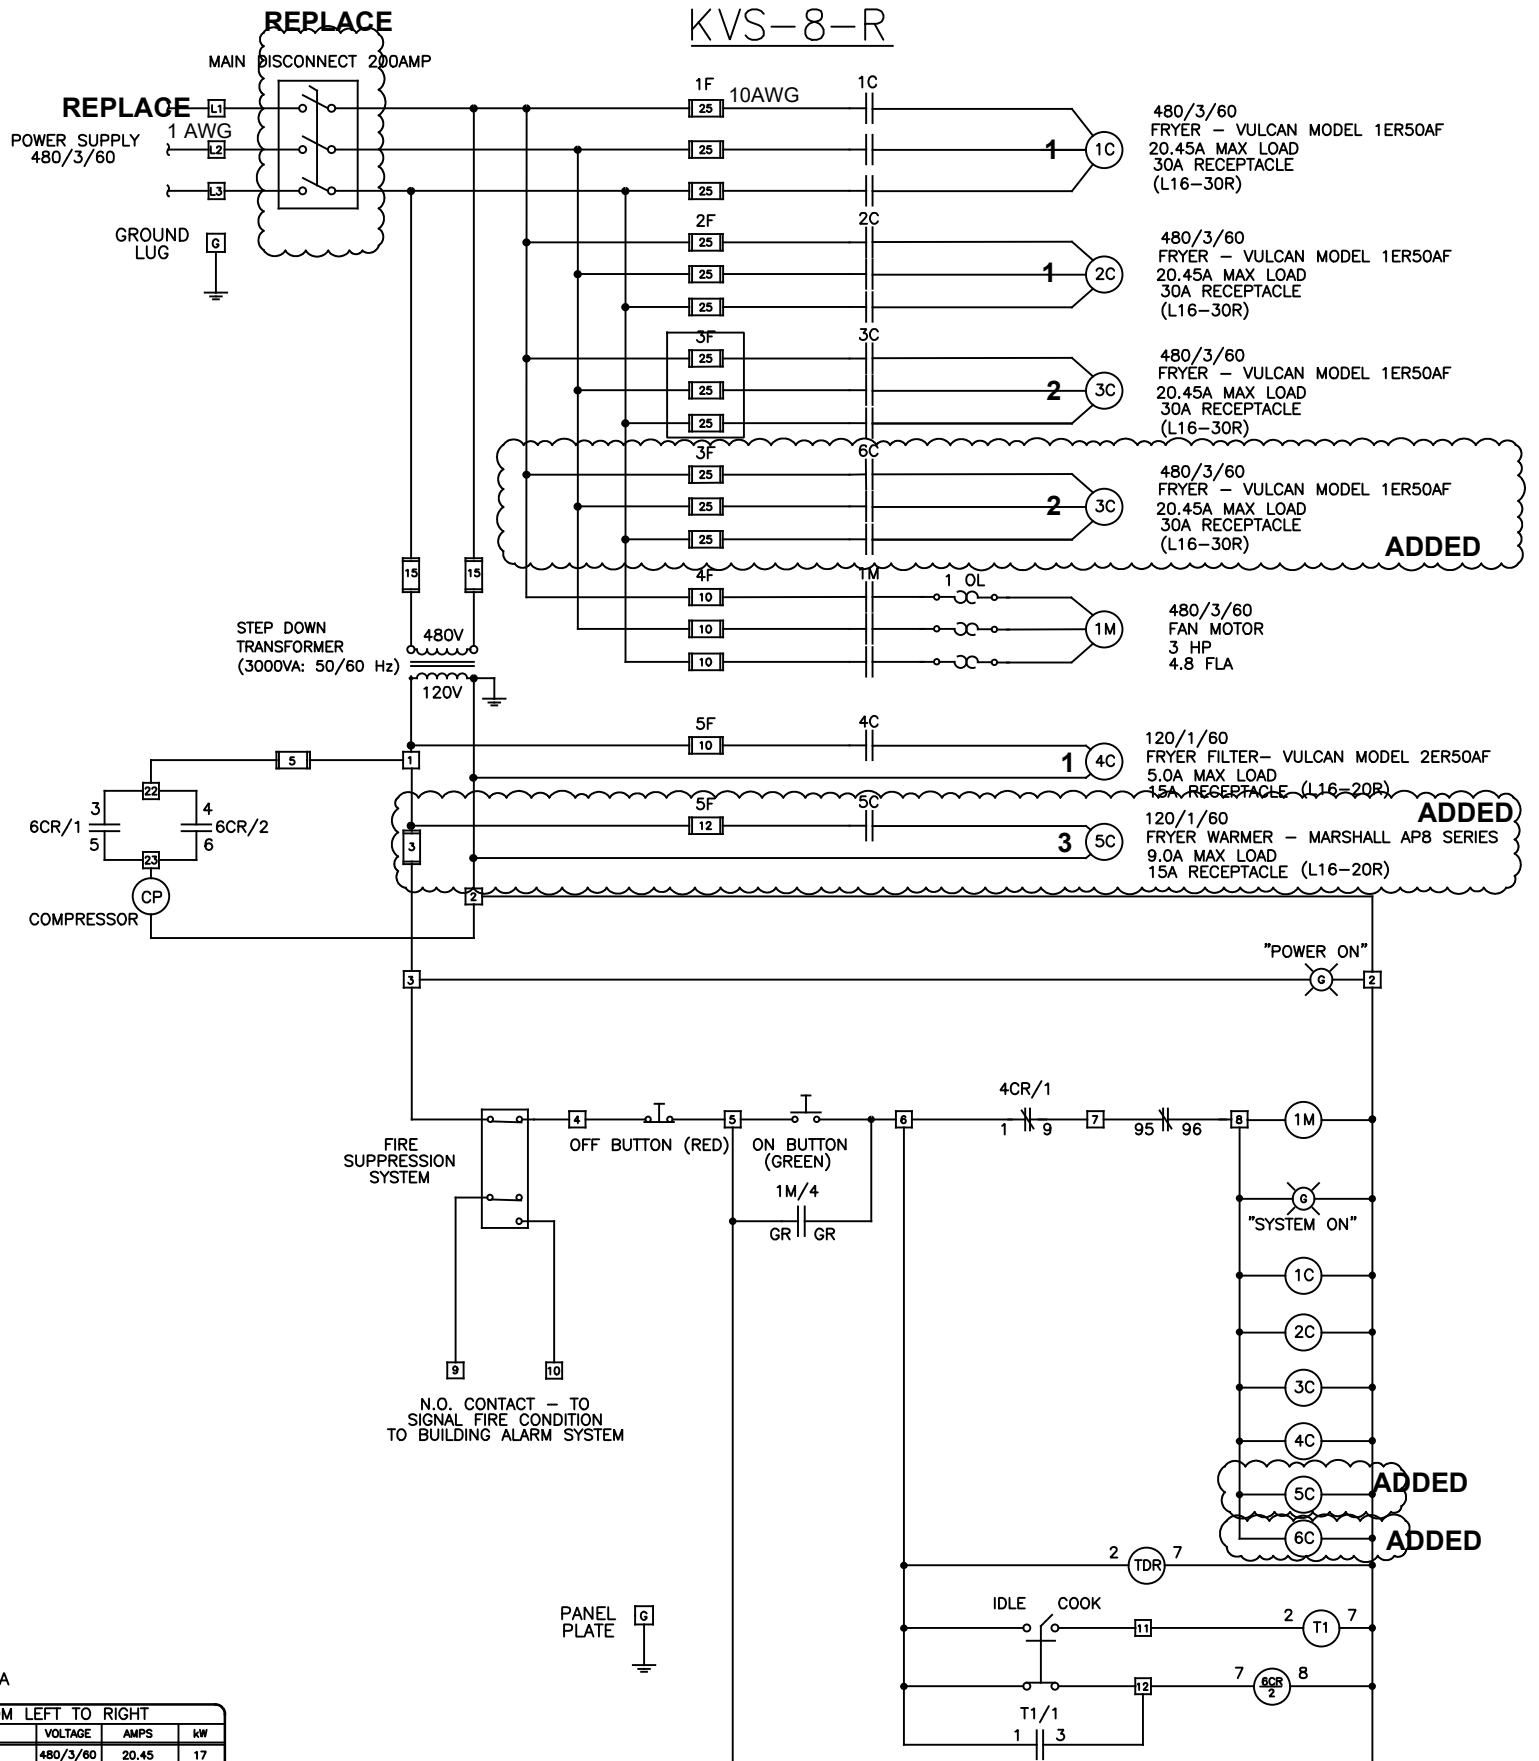 KVS-8-R
REPLACE
MAIN DISCONNECT 200AMP
REPLACE
L1
1 AWG
POWER SUPPLY
480/3/60
L2
L3
GROUND
LUG
G
1F
25
10AWG
1C
25
25
1
1C
480/3/60
FRYER - VULCAN MODEL 1ER50AF
20.45A MAX LOAD
30A RECEPTACLE
(L16-30R)
2F
25
2C
25
25
1
2C
480/3/60
FRYER - VULCAN MODEL 1ER50AF
20.45A MAX LOAD
30A RECEPTACLE
(L16-30R)
3F
25
3C
25
25
2
3C
480/3/60
FRYER - VULCAN MODEL 1ER50AF
20.45A MAX LOAD
30A RECEPTACLE
(L16-30R)
3F
25
6C
25
25
2
3C
480/3/60
FRYER - VULCAN MODEL 1ER50AF
20.45A MAX LOAD
30A RECEPTACLE
(L16-30R)
ADDED
15
15
4F
10
1M
1 OL
10
10
1M
480/3/60
FAN MOTOR
3 HP
4.8 FLA
STEP DOWN
TRANSFORMER
(3000VA: 50/60 Hz)
480V
120V
5F
10
4C
1
4C
120/1/60
FRYER FILTER- VULCAN MODEL 2ER50AF
5.0A MAX LOAD
15A RECEPTACLE (L16-20R)
5
1
22
3
4
6CR/1
6CR/2
5
6
23
CP
COMPRESSOR
3
5F
12
5C
3
5C
ADDED
120/1/60
FRYER WARMER - MARSHALL AP8 SERIES
9.0A MAX LOAD
15A RECEPTACLE (L16-20R)
2
"POWER ON"
3
G
2
FIRE
SUPPRESSION
SYSTEM
4
OFF BUTTON (RED)
5
ON BUTTON
(GREEN)
1M/4
GR
GR
6
4CR/1
1
9
7
95
96
8
1M
G
"SYSTEM ON"
1C
2C
3C
4C
5C
ADDED
6C
ADDED
9
10
N.O. CONTACT - TO
SIGNAL FIRE CONDITION
TO BUILDING ALARM SYSTEM
2
TDR
7
PANEL
PLATE
G
IDLE
COOK
11
2
T1
7
12
7
6CR
2
8
T1/1
1
3
A
OM LEFT TO RIGHT
VOLTAGE AMPS kW
480/3/60 20.45 17